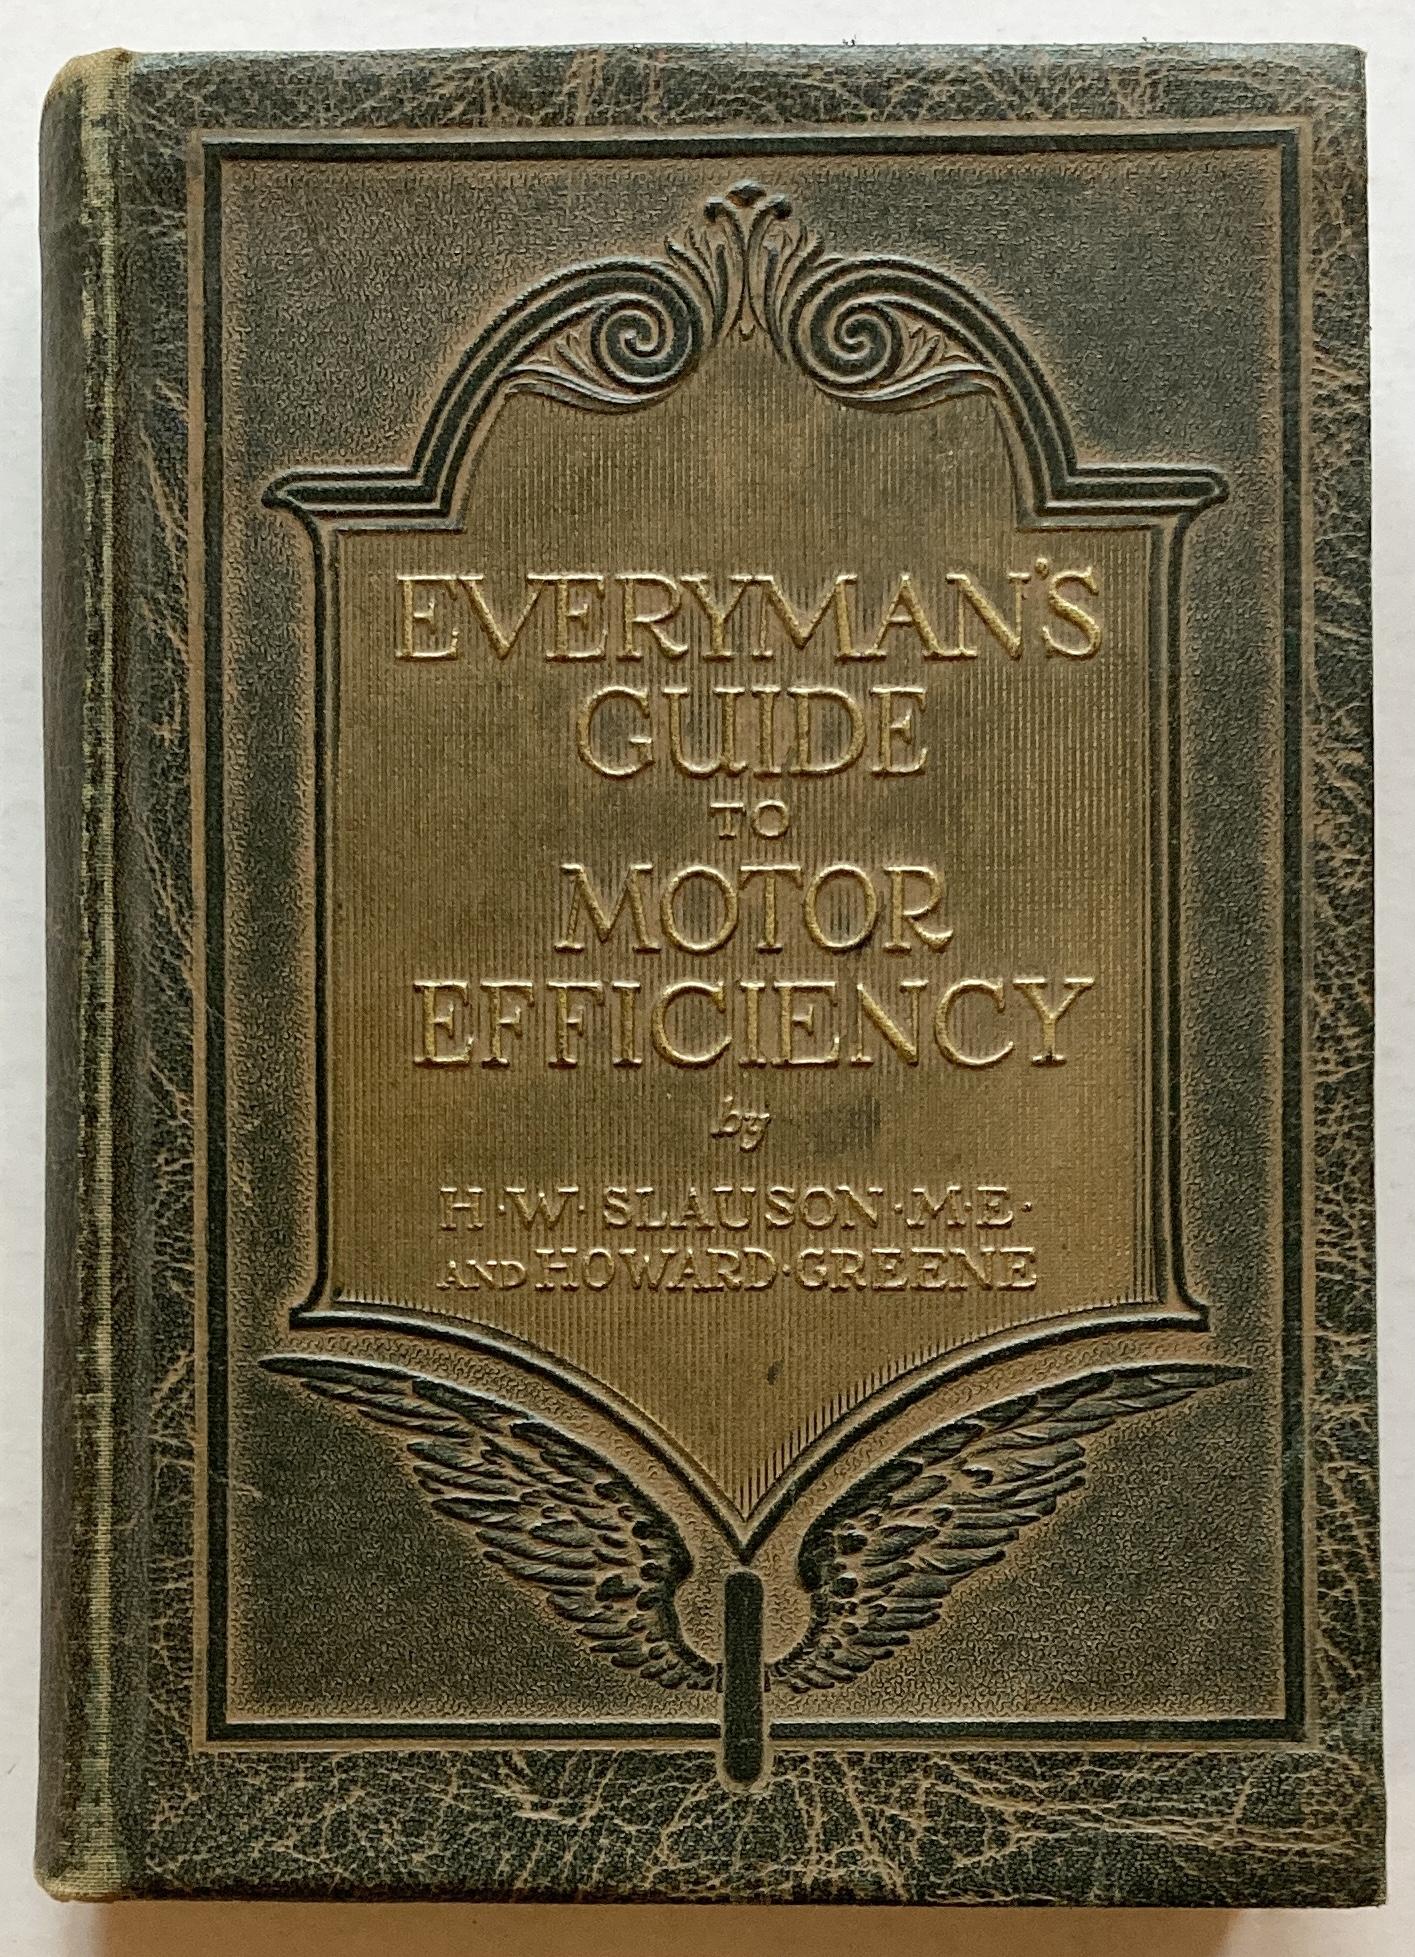 EVERYMAN'S
GUIDE
TO
MOTOR
EFFICIENCY
by
H·W·SLAUSON·M·E·
AND HOWARD·GREENE